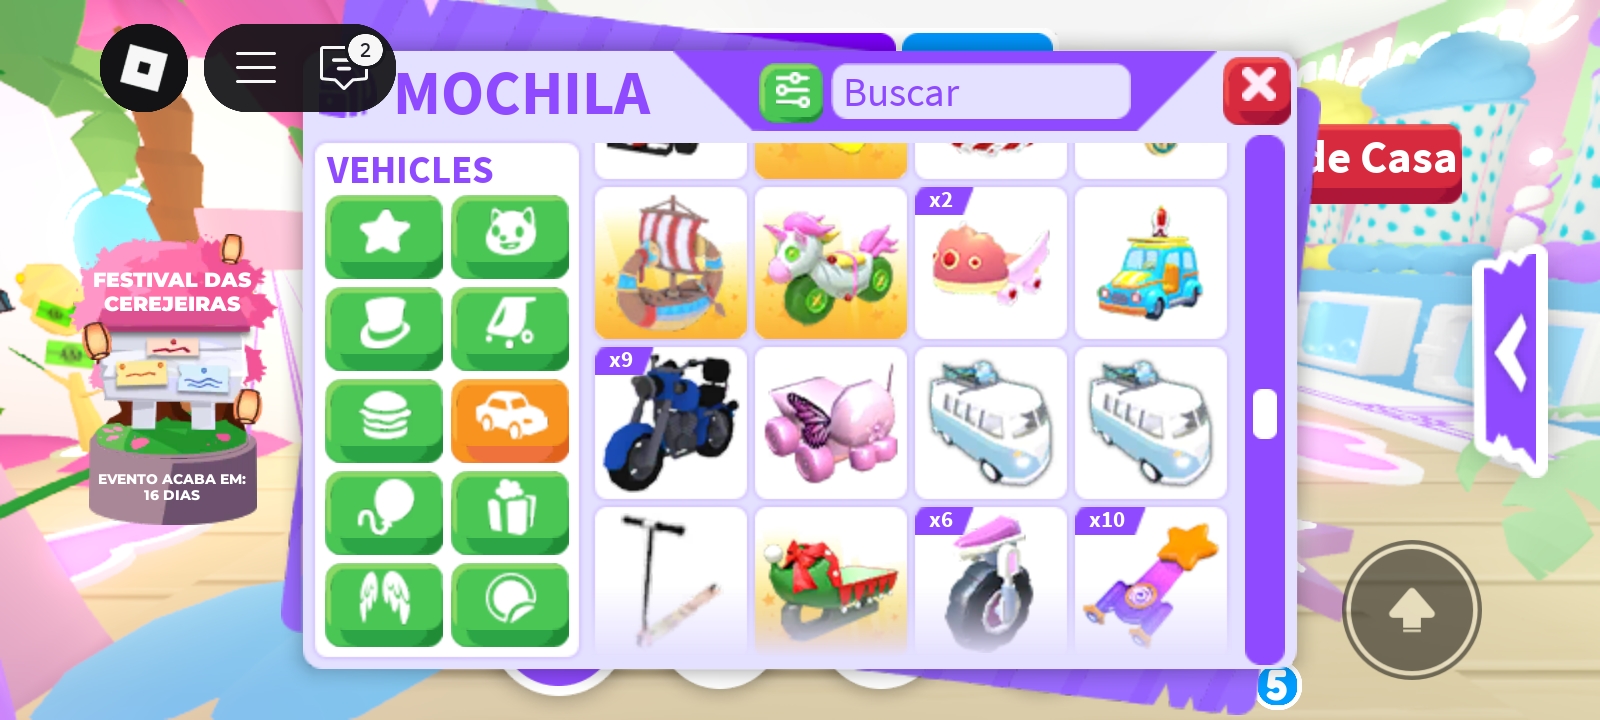 2
MOCHILA
Buscar
de Casa
VEHICLES
x2
x9
x6
x10
FESTIVAL DAS
CEREJEIRAS
EVENTO ACABA EM:
16 DIAS
5